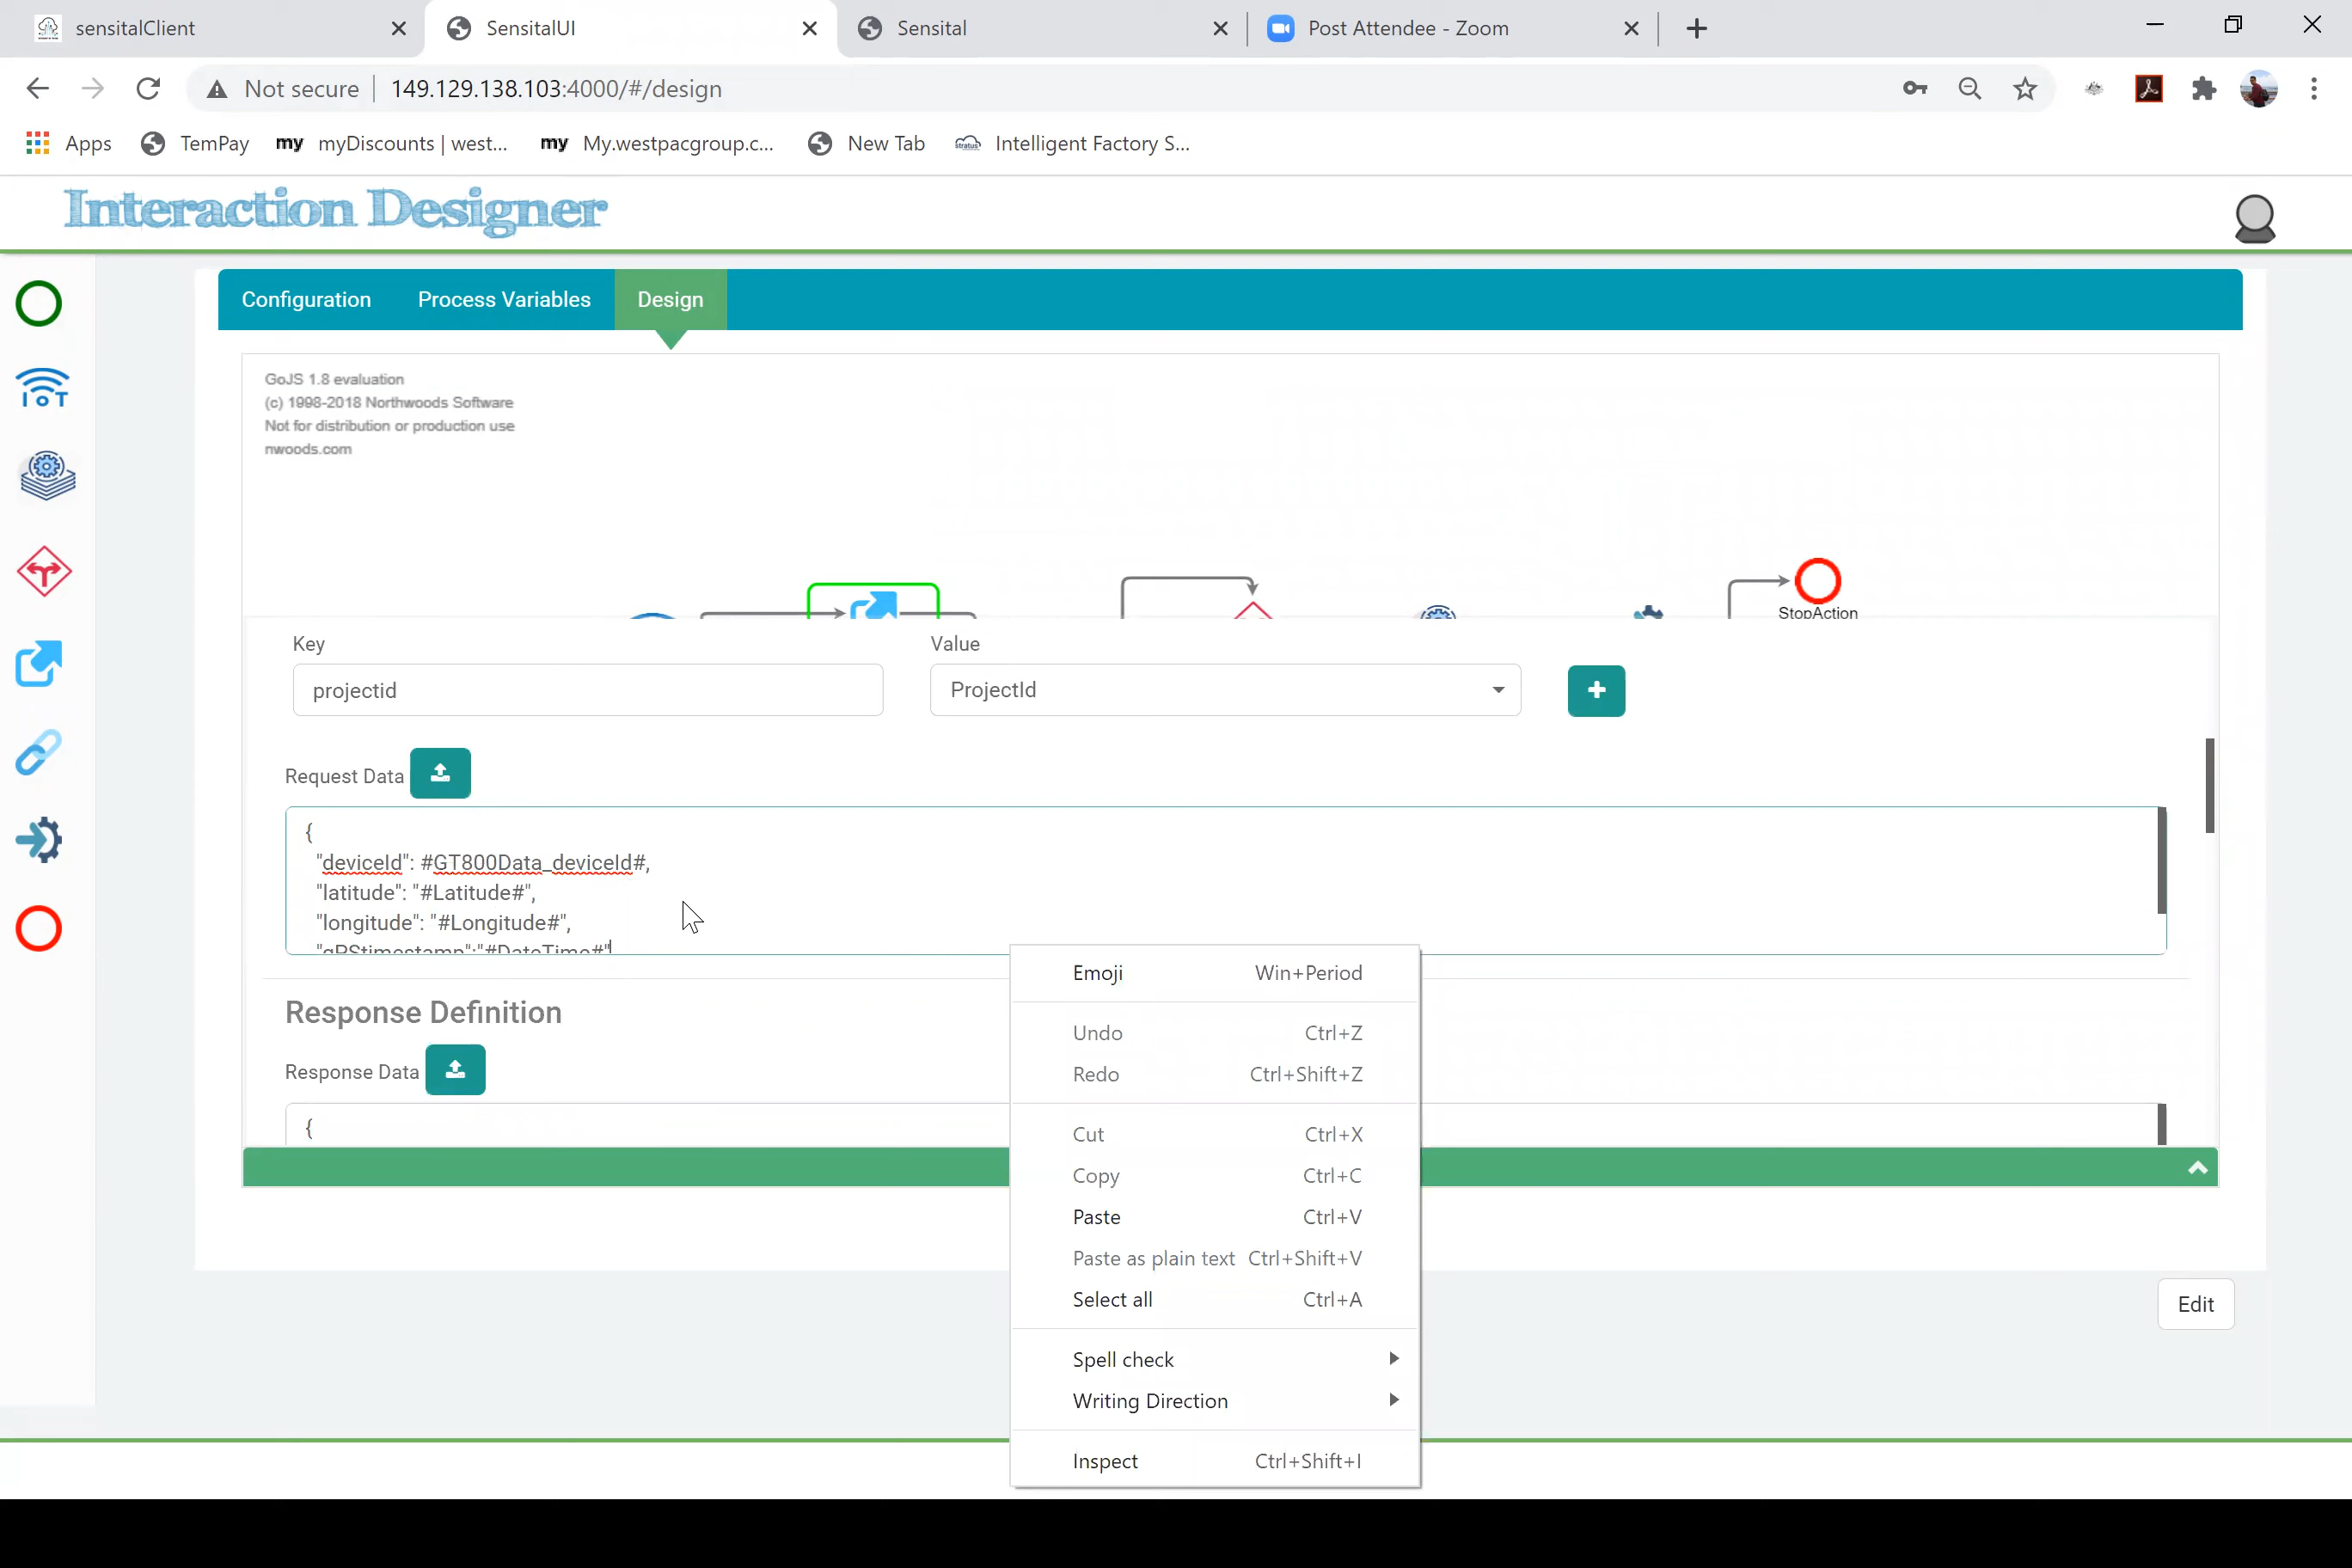 sensitalClient
SensitalUI
Sensital
Post Attendee - Zoom
Not secure
149.129.138.103:4000/#/design
Apps
TemPay
my
myDiscounts | west...
my
My.westpacgroup.c...
stratus
New Tab
Intelligent Factory S...
Interaction Designer
Configuration
Process Variables
Design
IoT
GoJS 1.8 evaluation
(c) 1998-2018 Northwoods Software
Not for distribution or production use
nwoods.com
StopAction
Key
Value
projectid
ProjectId
Request Data
{
"deviceId": #GT800Data_deviceId#,
"latitude": "#Latitude#",
"longitude": "#Longitude#",
"gPStimestamp":"#DateTime#"
Response Definition
Response Data
{
Emoji Win+Period
Undo Ctrl+Z
Redo Ctrl+Shift+Z
Cut Ctrl+X
Copy Ctrl+C
Paste Ctrl+V
Paste as plain text Ctrl+Shift+V
Select all Ctrl+A
Spell check
Writing Direction
Inspect Ctrl+Shift+I
Edit